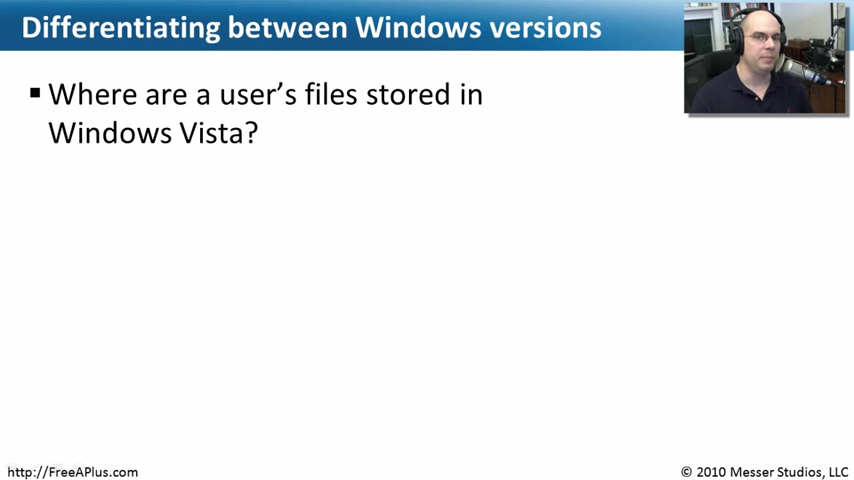 Differentiating between Windows versions
▪ Where are a user's files stored in
Windows Vista?
http://FreeAPlus.com
© 2010 Messer Studios, LLC